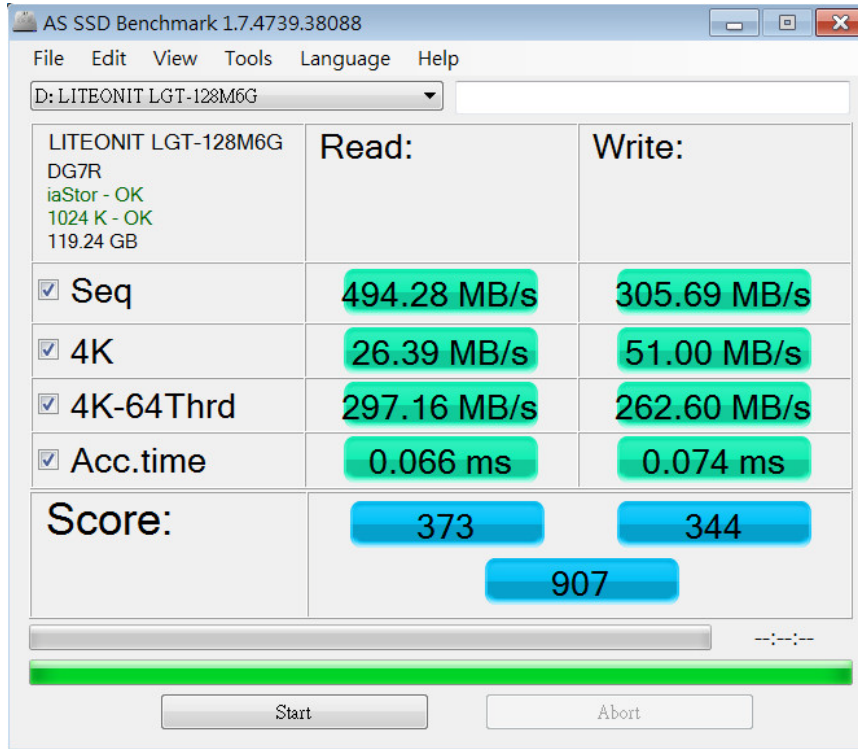 AS SSD Benchmark 1.7.4739.38088
File Edit View Tools Language Help
D: LITEONIT LGT-128M6G
LITEONIT LGT-128M6G
DG7R
iaStor - OK
1024 K - OK
119.24 GB
Read: Write:
Seq 494.28 MB/s 305.69 MB/s
4K 26.39 MB/s 51.00 MB/s
4K-64Thrd 297.16 MB/s 262.60 MB/s
Acc.time 0.066 ms 0.074 ms
Score: 373 344
907
--:--:--
Start Abort